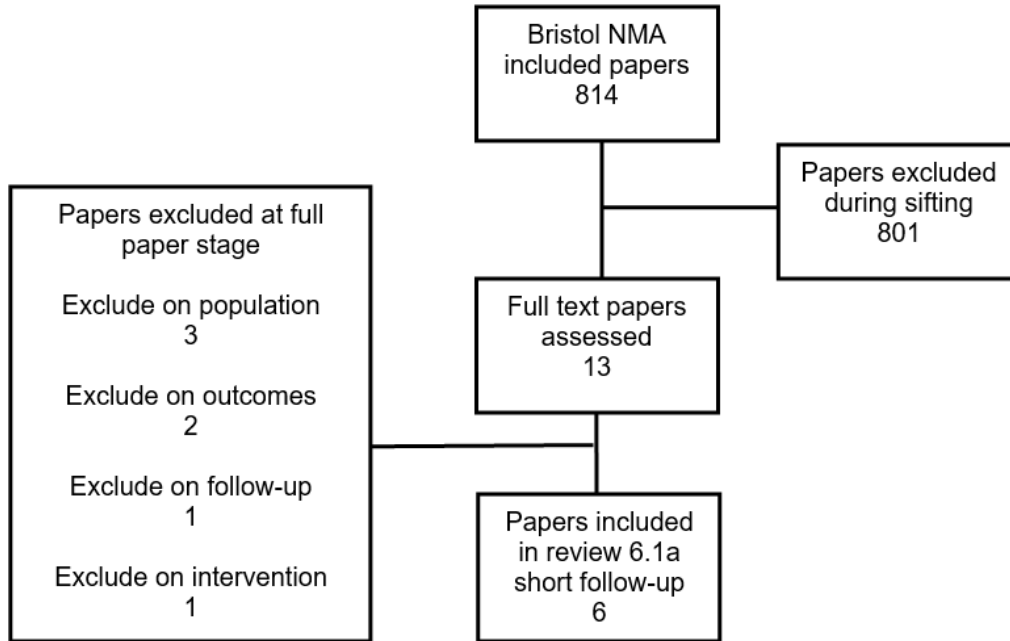 Bristol NMA
included papers
814
Papers excluded
during sifting
801
Full text papers
assessed
13
Papers excluded at full
paper stage
Exclude on population
3
Exclude on outcomes
2
Exclude on follow-up
1
Exclude on intervention
1
Papers included
in review 6.1a
short follow-up
6